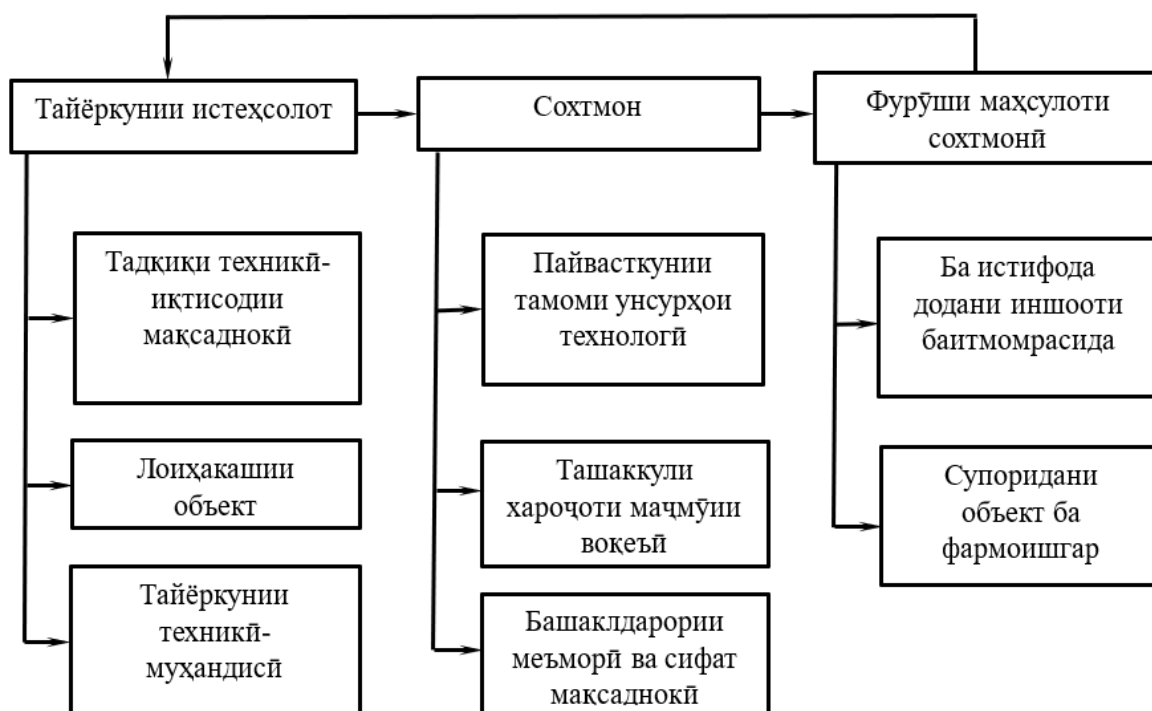 Тайёркунии истеҳсолот
Сохтмон
Фурӯши маҳсулоти
сохтмонӣ
Тадқиқи техникӣ-
иқтисодии
мақсаднокӣ
Лоиҳакашии
объект
Тайёркунии
техникӣ-
муҳандисӣ
Пайвасткунии
тамоми унсурҳои
технологӣ
Ташаккули
хароҷоти маҷмӯии
воқеъӣ
Башаклдарории
меъморӣ ва сифат
мақсаднокӣ
Ба истифода
додани иншооти
баитмомрасида
Супоридани
объект ба
фармоишгар